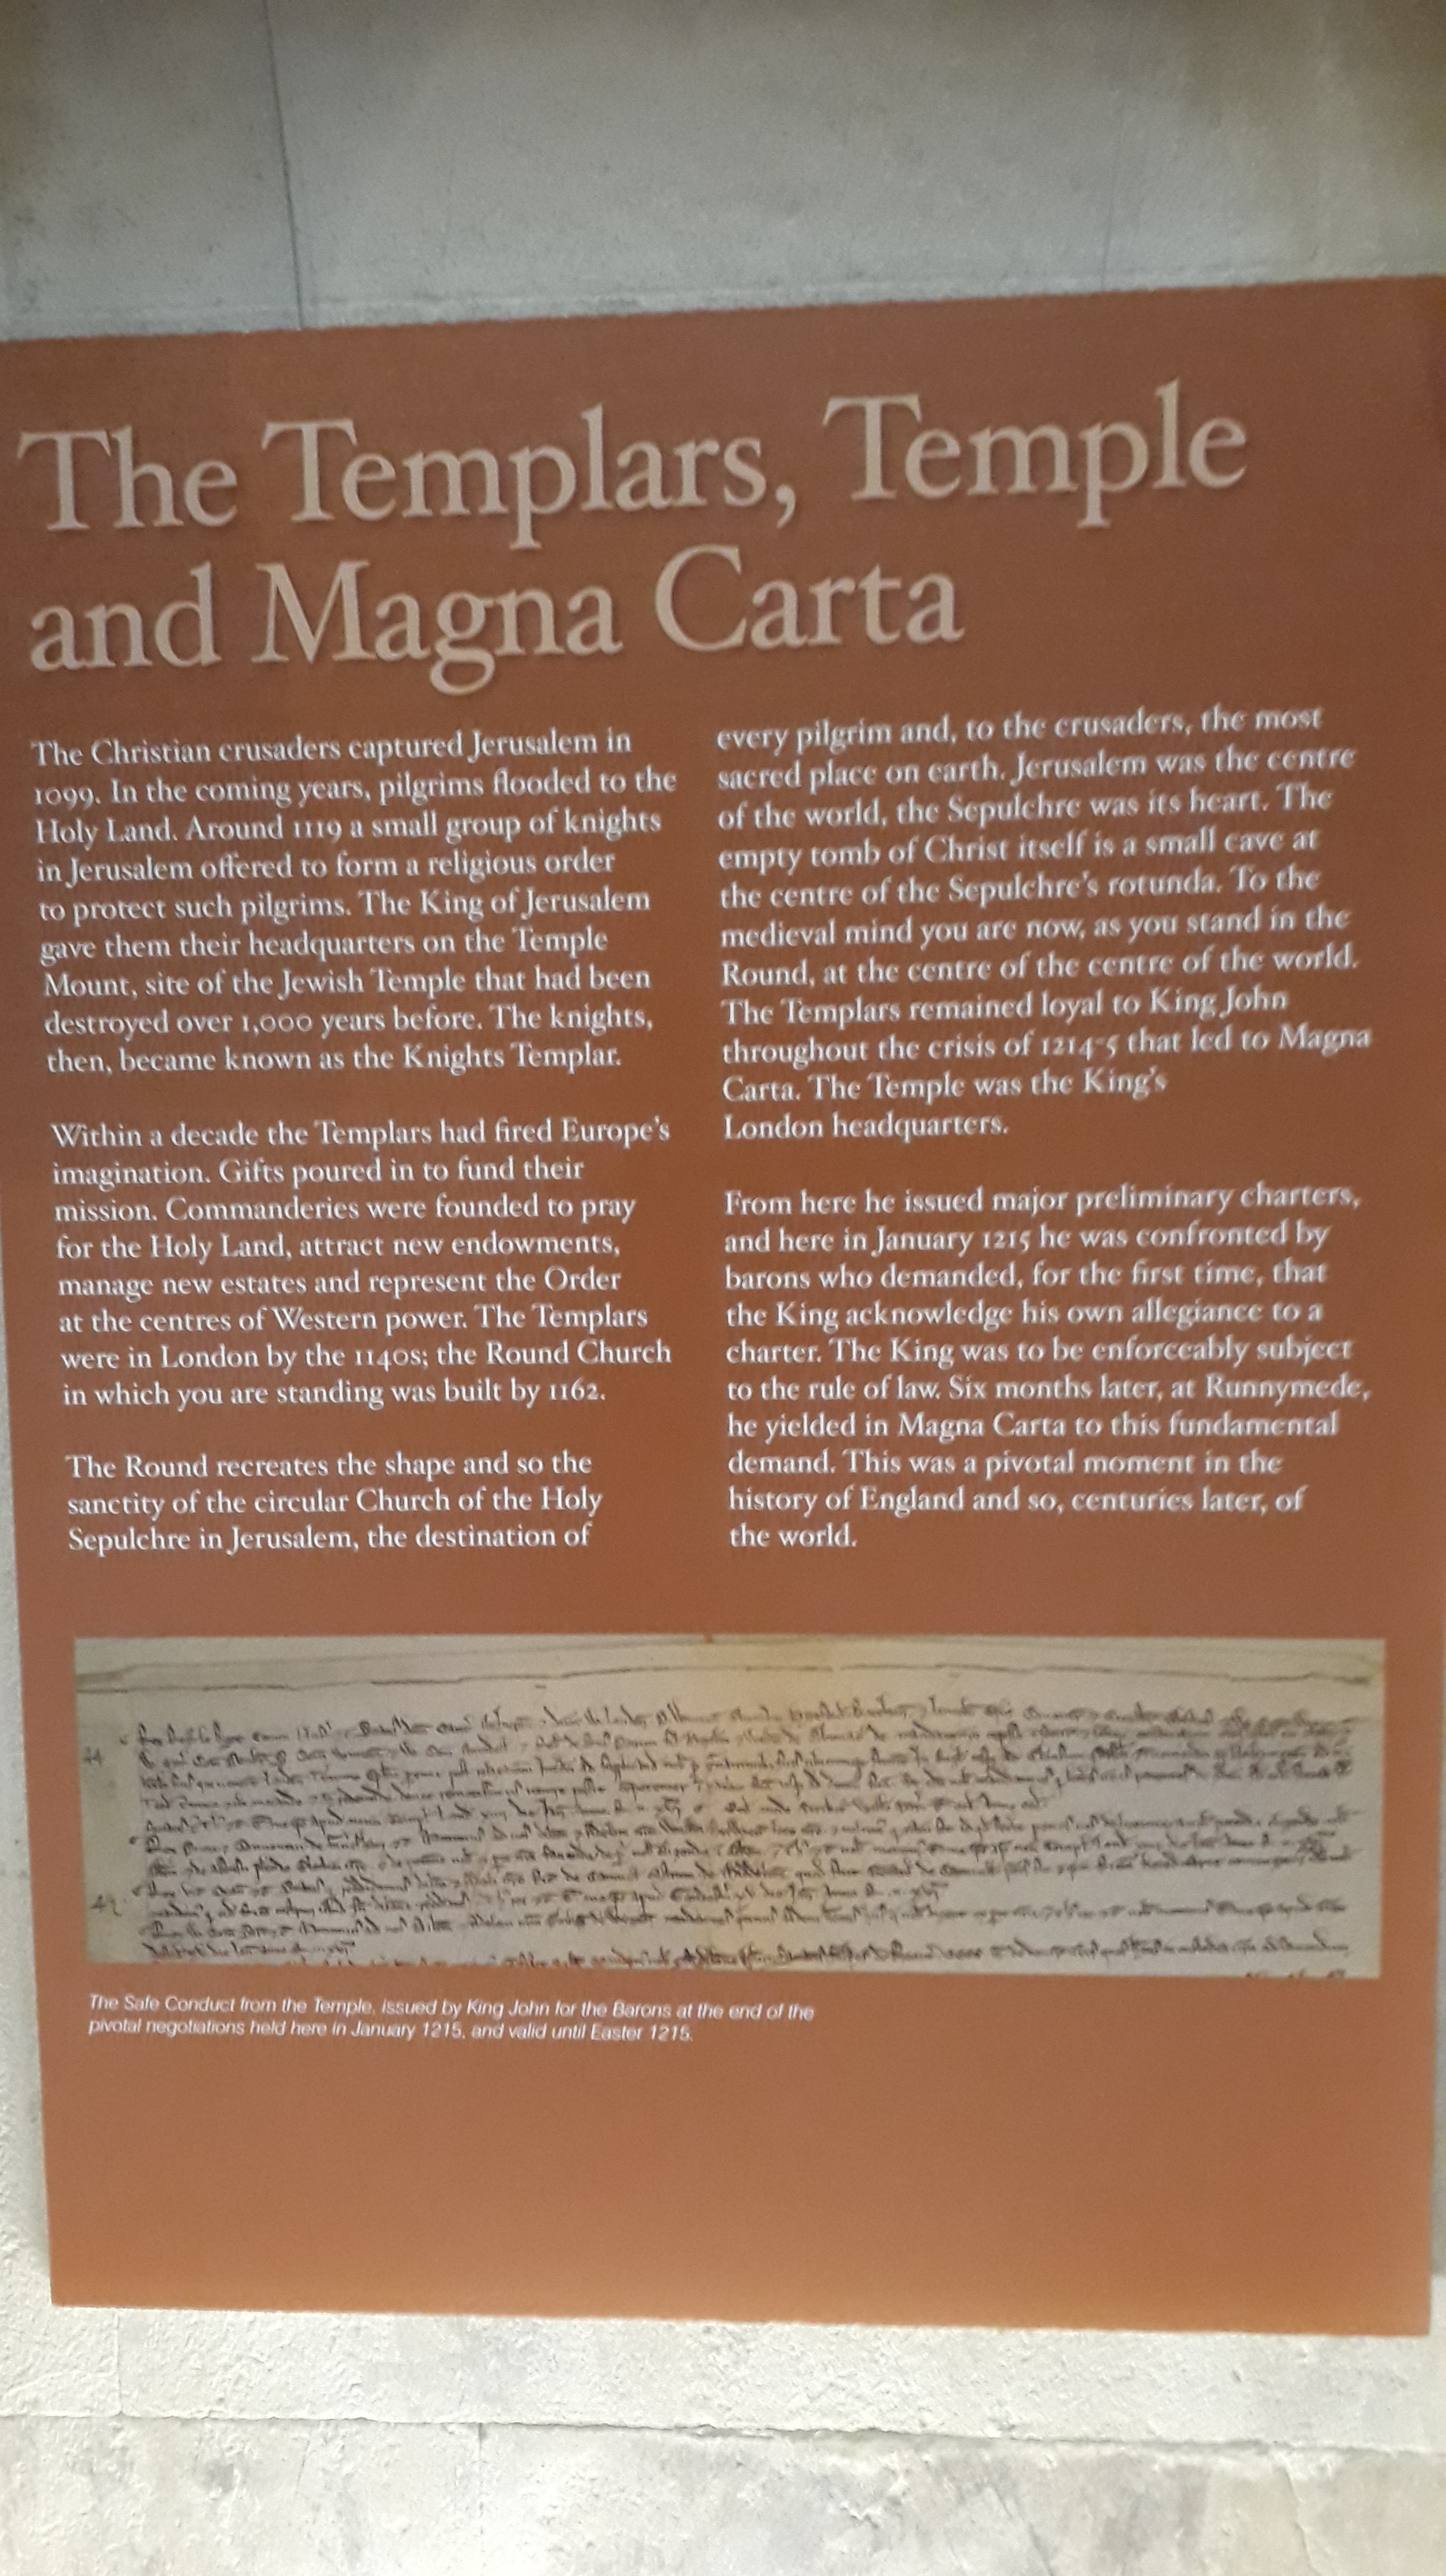 The Templars, Temple
and Magna Carta
The Christian crusaders captured Jerusalem in
1099. In the coming years, pilgrims flooded to the
Holy Land. Around 1119 a small group of knights
in Jerusalem offered to form a religious order
to protect such pilgrims. The King of Jerusalem
gave them their headquarters on the Temple
Mount, site of the Jewish Temple that had been
destroyed over 1,000 years before. The knights,
then, became known as the Knights Templar.
Within a decade the Templars had fired Europe's
imagination. Gifts poured in to fund their
mission. Commanderies were founded to pray
for the Holy Land, attract new endowments,
manage new estates and represent the Order
at the centres of Western power. The Templars
were in London by the 1140s; the Round Church
in which you are standing was built by 1162.
The Round recreates the shape and so the
sanctity of the circular Church of the Holy
Sepulchre in Jerusalem, the destination of
every pilgrim and, to the crusaders, the most
sacred place on earth. Jerusalem was the centre
of the world, the Sepulchre was its heart. The
empty tomb of Christ itself is a small cave at
the centre of the Sepulchre's rotunda. To the
medieval mind you are now, as you stand in the
Round, at the centre of the centre of the world.
The Templars remained loyal to King John
throughout the crisis of 1214-5 that led to Magna
Carta. The Temple was the King's
London headquarters.
From here he issued major preliminary charters,
and here in January 1215 he was confronted by
barons who demanded, for the first time, that
the King acknowledge his own allegiance to a
charter. The King was to be enforceably subject
to the rule of law. Six months later, at Runnymede,
he yielded in Magna Carta to this fundamental
demand. This was a pivotal moment in the
history of England and so, centuries later, of
the world.
The Safe Conduct from the Temple, issued by King John for the Barons at the end of the
pivotal negotiations held here in January 1215, and valid until Easter 1215.